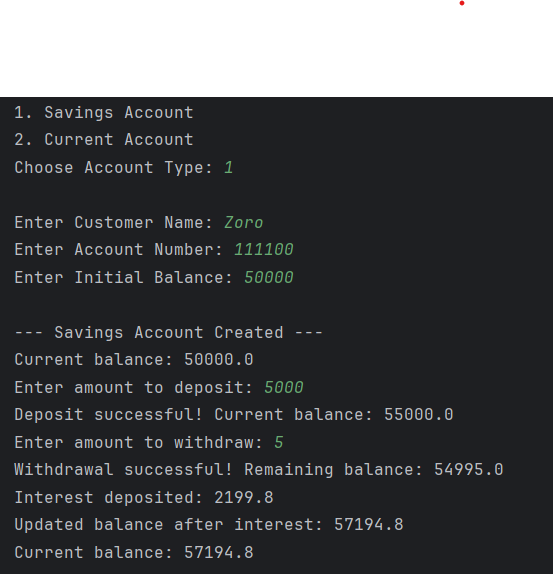 1. Savings Account
2. Current Account
Choose Account Type: 1
Enter Customer Name: Zoro
Enter Account Number: 111100
Enter Initial Balance: 50000
--- Savings Account Created ---
Current balance: 50000.0
Enter amount to deposit: 5000
Deposit successful! Current balance: 55000.0
Enter amount to withdraw: 5
Withdrawal successful! Remaining balance: 54995.0
Interest deposited: 2199.8
Updated balance after interest: 57194.8
Current balance: 57194.8